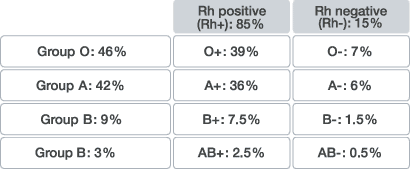 Rh positive
(Rh+): 85%
Rh negative
(Rh-): 15%
Group O: 46%
O+: 39%
O-: 7%
Group A: 42%
A+: 36%
A-: 6%
Group B: 9%
B+: 7.5%
B-: 1.5%
Group B: 3%
AB+: 2.5%
AB-: 0.5%